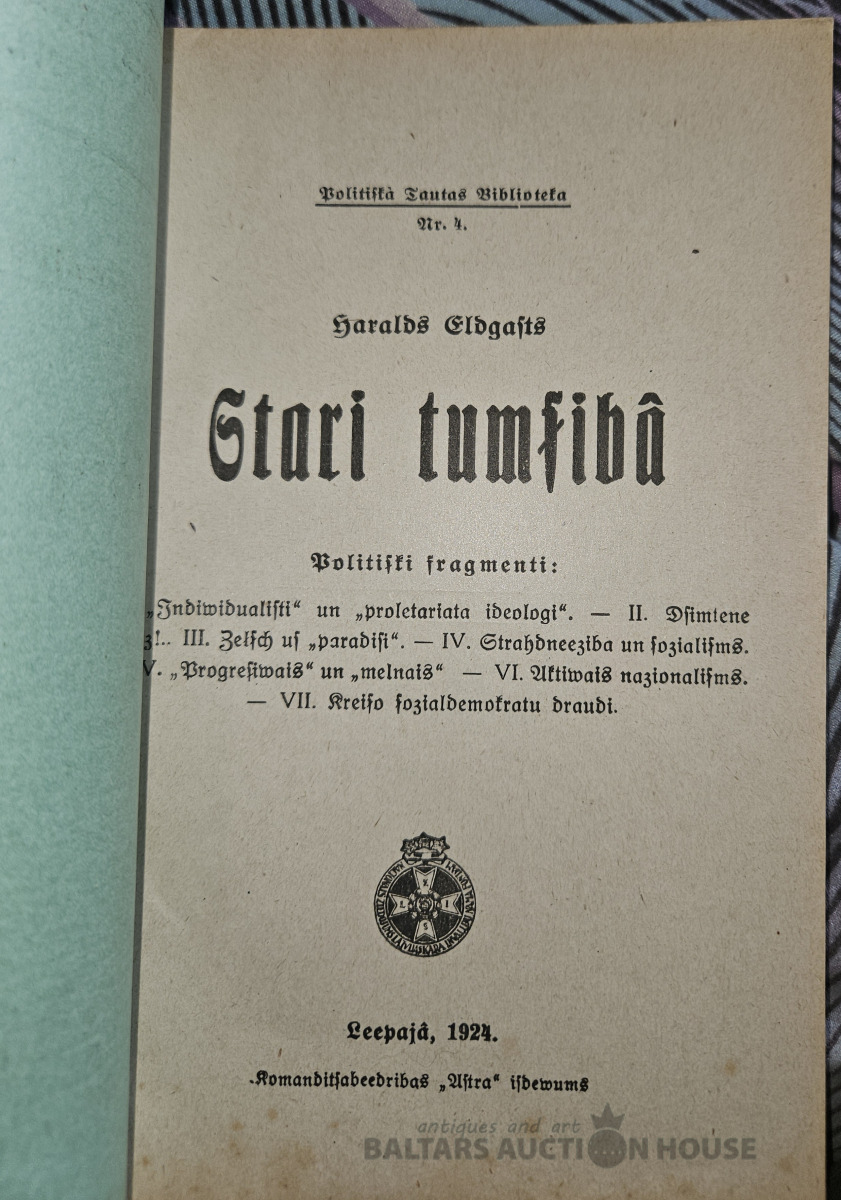 Politiſkà Tautas Biblioteka
Nr. 4.
Haralds Eldgaſts
Stari tumſibâ
Politiſki fragmenti:
„Indiwidualiſti“ un „proletariata ideologi“. — II. Dſimtene
z!.. III. Zelſch uſ „paradiſi“. — IV. Strahdneeziba un ſozialiſms.
V. „Progreſiwais“ un „melnais“ — VI. Aktiwais nazionaliſms.
— VII. Kreiſo ſozialdemokratu draudi.
Leepajâ, 1924.
Komanditſabeedribas „Aſtra“ iſdewums
antiques and art
BALTARS AUCTION HOUSE